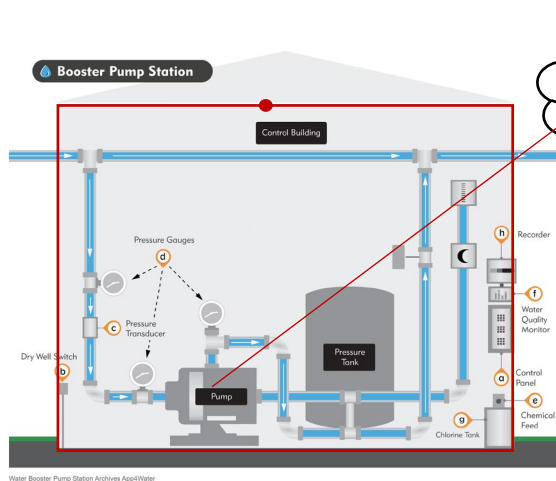 Booster Pump Station
Control Building
Pressure Gauges
d
h
Recorder
f
Water
Quality
Monitor
c
Pressure
Transducer
Dry Well Switch
b
Pressure
Tank
Pump
a
Control
Panel
e
Chemical
Feed
g
Chlorine Tank
Water Booster Pump Station Archives App4Water